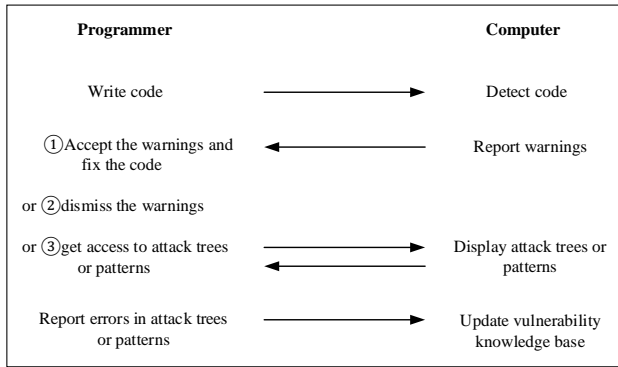 Programmer Computer
Write code Detect code
①Accept the warnings and Report warnings
fix the code
or ②dismiss the warnings
or ③get access to attack trees Display attack trees or
or patterns patterns
Report errors in attack trees Update vulnerability
or patterns knowledge base